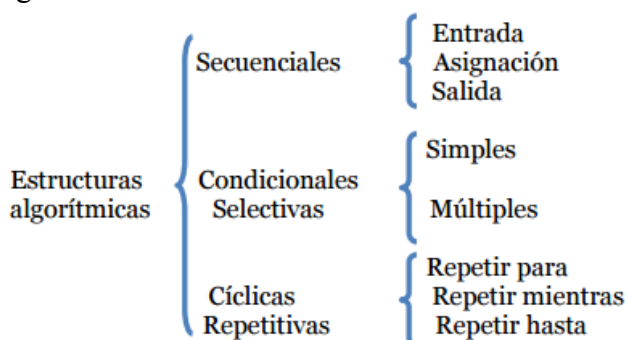 Estructuras
algorítmicas
Secuenciales
Entrada
Asignación
Salida
Condicionales
Selectivas
Simples
Múltiples
Cíclicas
Repetitivas
Repetir para
Repetir mientras
Repetir hasta